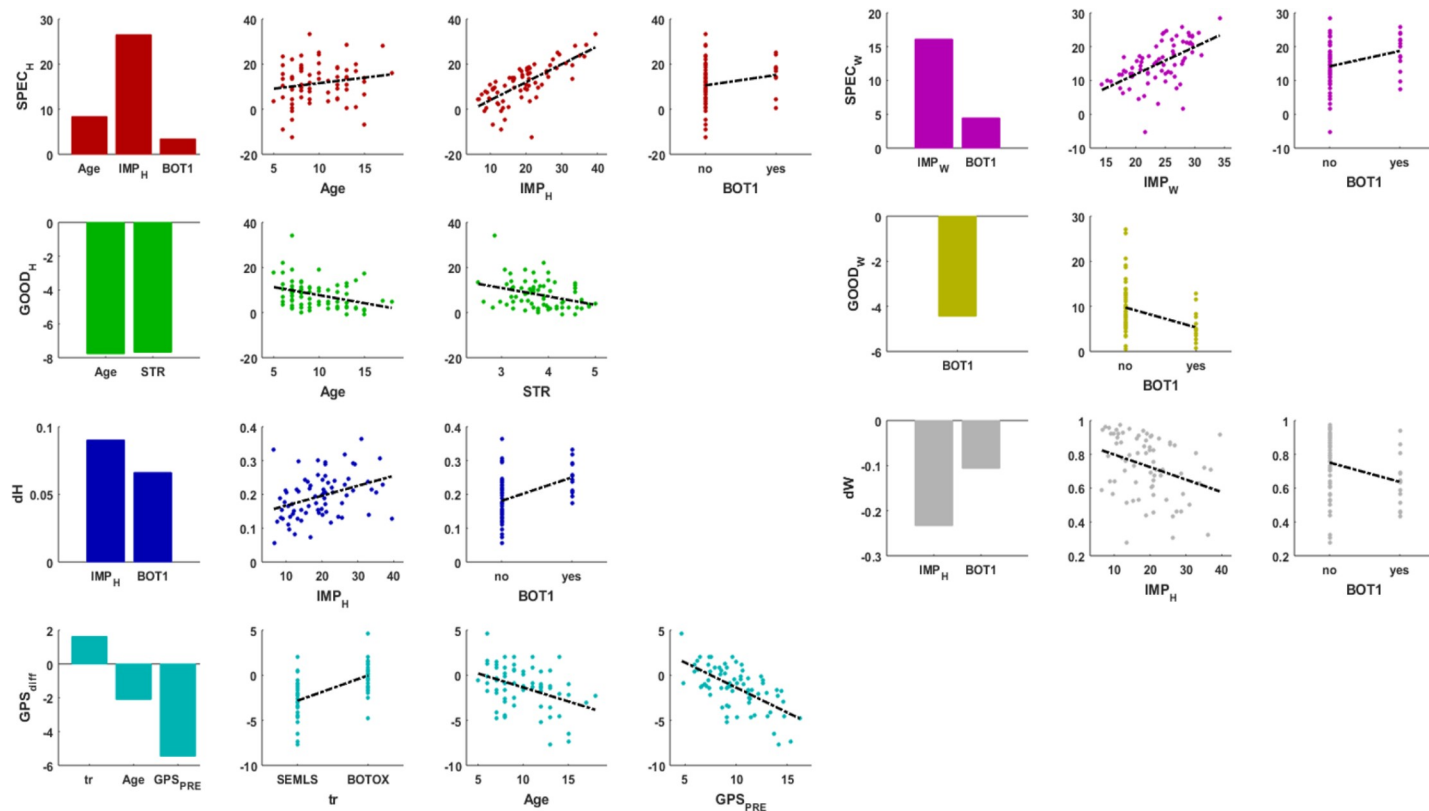 SPEC_H
30
20
10
0
Age IMP_H BOT1
40
20
0
-20
5 10 15
Age
40
20
0
-20
10 20 30 40
IMP_H
40
20
0
-20
no yes
BOT1
SPEC_W
20
15
10
5
0
IMP_W BOT1
30
20
10
0
-10
15 20 25 30 35
IMP_W
30
20
10
0
-10
no yes
BOT1
GOOD_H
0
-2
-4
-6
-8
Age STR
40
20
0
-20
5 10 15
Age
40
20
0
-20
3 4 5
STR
GOOD_W
0
-2
-4
-6
BOT1
30
20
10
0
no yes
BOT1
dH
0.1
0.05
0
IMP_H BOT1
0.4
0.3
0.2
0.1
0
10 20 30 40
IMP_H
0.4
0.3
0.2
0.1
0
no yes
BOT1
dW
0
-0.1
-0.2
-0.3
IMP_H BOT1
1
0.8
0.6
0.4
0.2
10 20 30 40
IMP_H
1
0.8
0.6
0.4
0.2
no yes
BOT1
GPS_diff
2
0
-2
-4
-6
tr Age GPS_PRE
5
0
-5
-10
SEMLS BOTOX
tr
5
0
-5
-10
5 10 15
Age
5
0
-5
-10
5 10 15
GPS_PRE